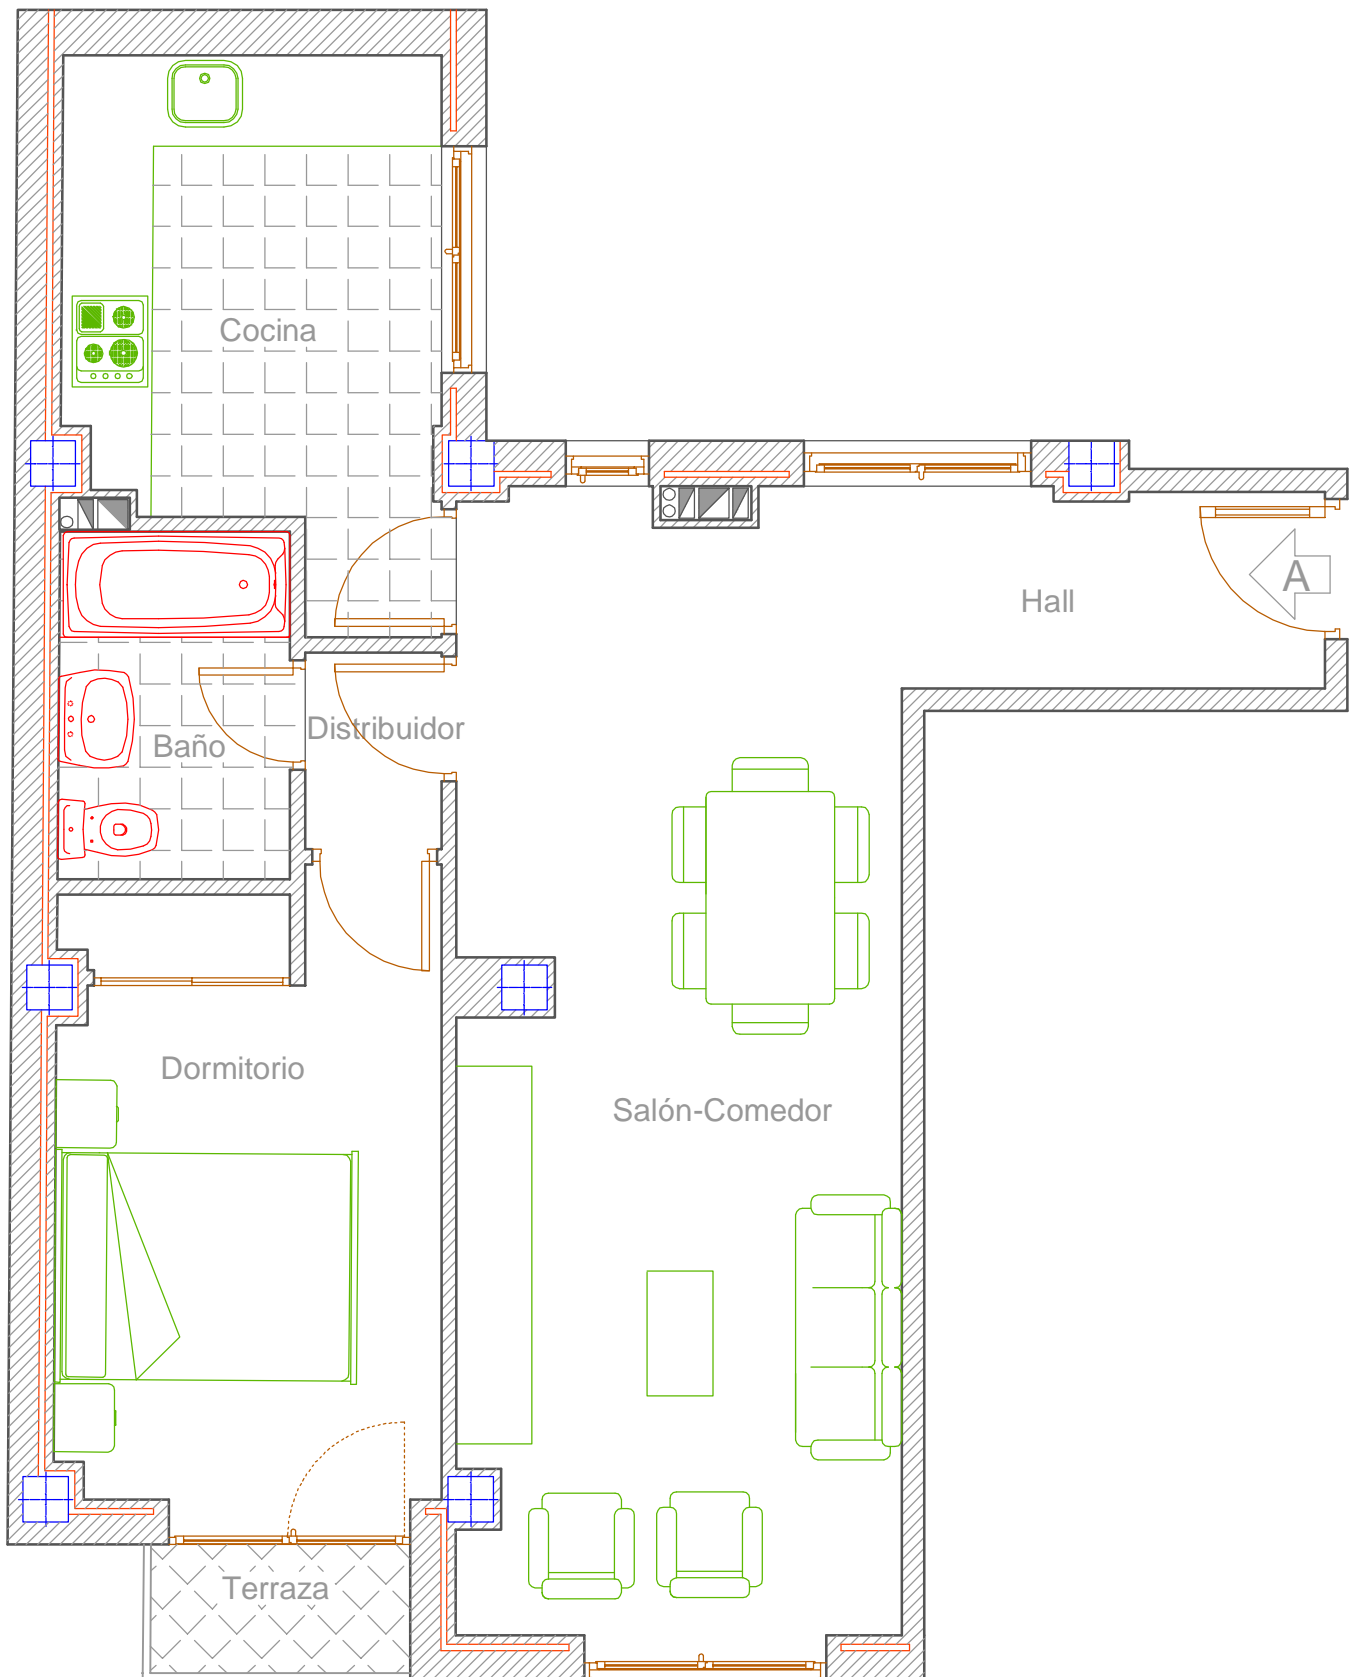 Cocina
A
Hall
Distribuidor
Baño
Dormitorio
Salón-Comedor
Terraza